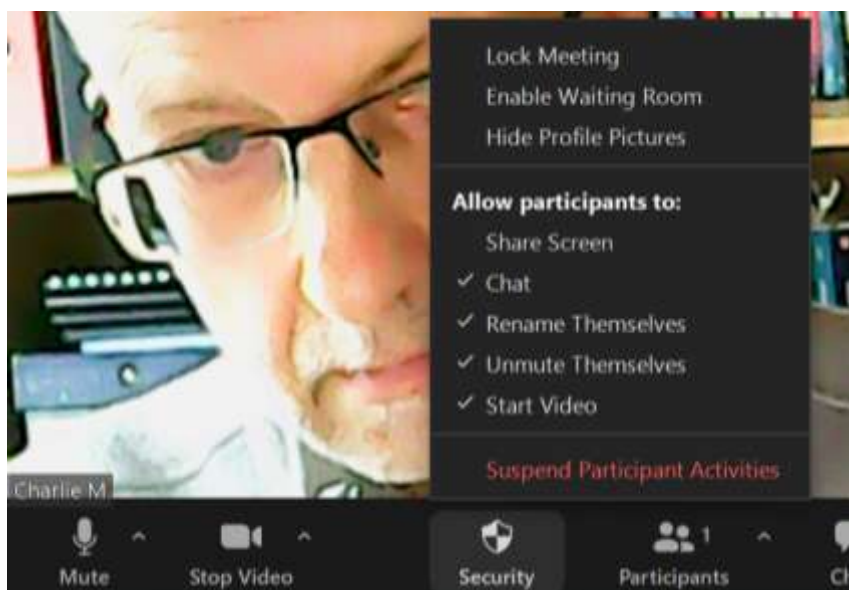 Lock Meeting
Enable Waiting Room
Hide Profile Pictures
Allow participants to:
Share Screen
Chat
Rename Themselves
Unmute Themselves
Start Video
Suspend Participant Activities
Charlie M
1
Mute
Stop Video
Security
Participants